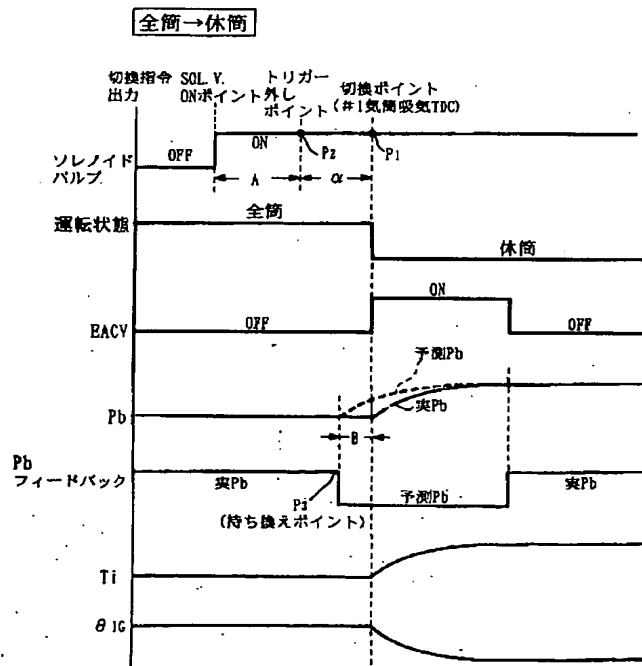 全筒→休筒
切換指令 SOL.V. トリガー 切換ポイント
出力 ONポイント 外し (#1気筒吸気TDC)
ポイント
ソレノイド OFF ON P2 P1
バルブ
A α
運転状態 全筒
休筒
ON
EACV OFF OFF
予測Pb
実Pb
Pb
B
Pb
フィードバック 実Pb 予測Pb 実Pb
P3
(持ち換えポイント)
Ti
θIG